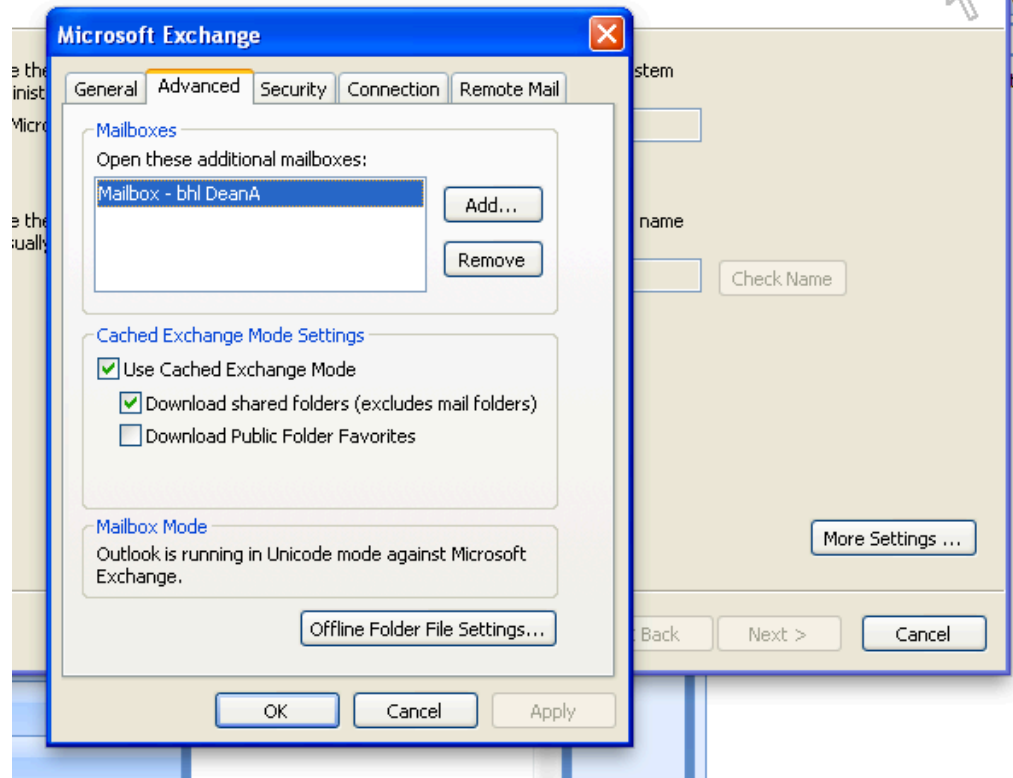 Microsoft Exchange
General Advanced Security Connection Remote Mail
Mailboxes
Open these additional mailboxes:
Mailbox - bhl DeanA
Add...
Remove
Cached Exchange Mode Settings
Use Cached Exchange Mode
Download shared folders (excludes mail folders)
Download Public Folder Favorites
Mailbox Mode
Outlook is running in Unicode mode against Microsoft
Exchange.
Offline Folder File Settings...
OK Cancel Apply
name
Check Name
More Settings ...
Back Next > Cancel